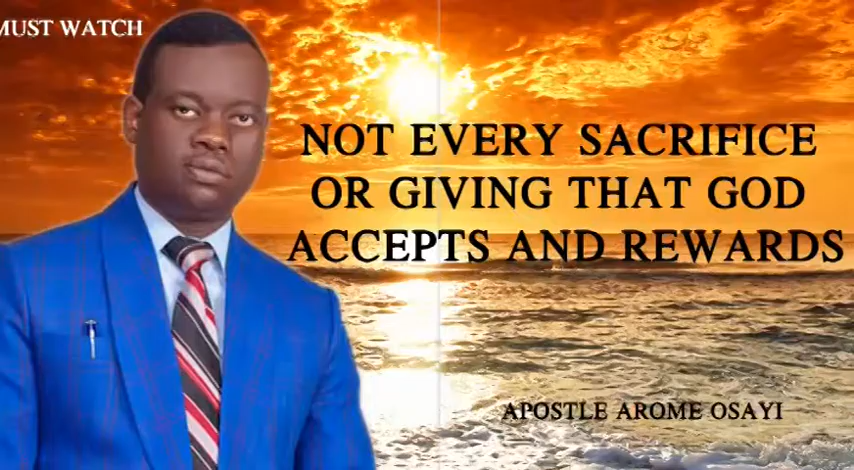 MUST WATCH
NOT EVERY SACRIFICE
OR GIVING THAT GOD
ACCEPTS AND REWARDS
APOSTLE AROME OSAYI